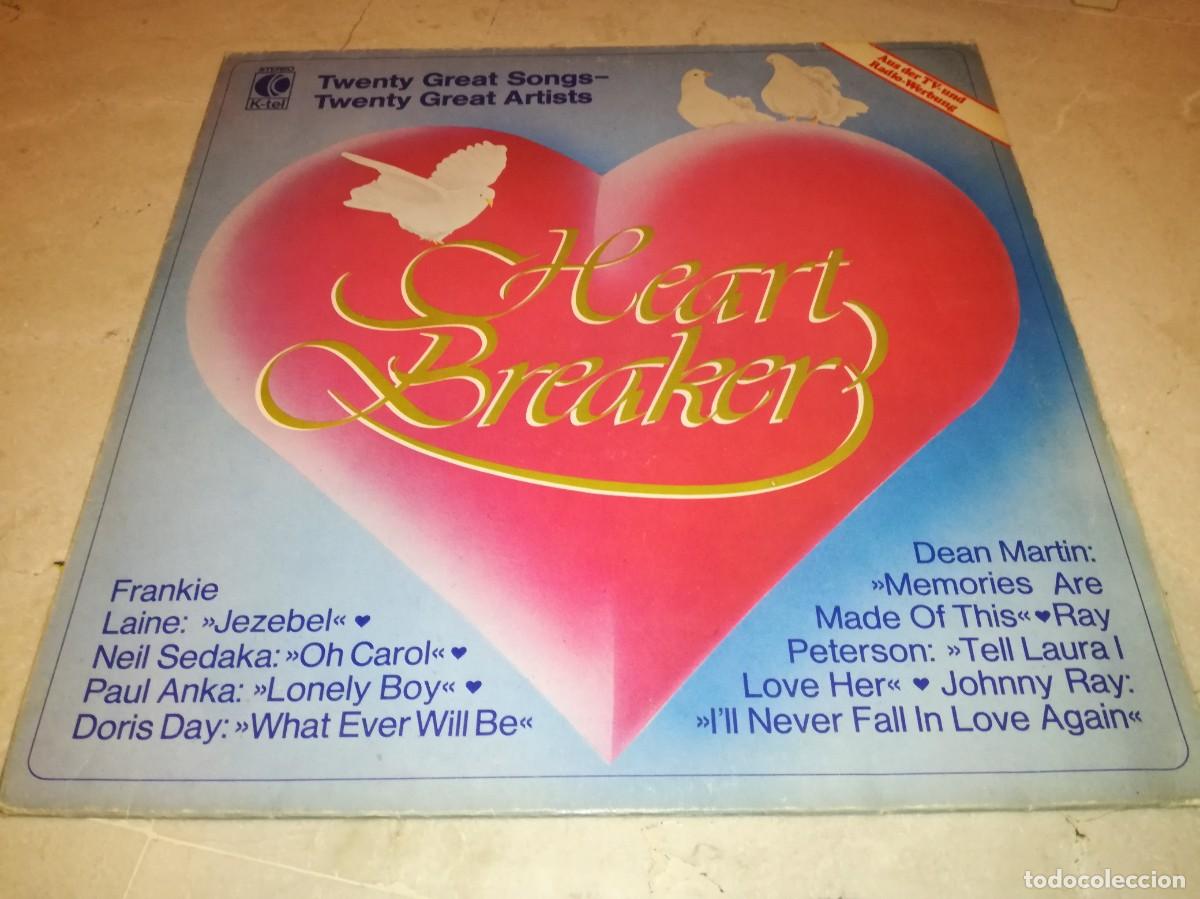 STEREO
K-tel
Twenty Great Songs–
Twenty Great Artists
Aus der TV- und
Radio-Werbung
Heart
Breaker
Frankie
Laine: »Jezebel« ♥
Neil Sedaka: »Oh Carol« ♥
Paul Anka: »Lonely Boy« ♥
Doris Day: »What Ever Will Be«
Dean Martin:
»Memories Are
Made Of This« ♥ Ray
Peterson: »Tell Laura I
Love Her« ♥ Johnny Ray:
»I'll Never Fall In Love Again«
todocoleccion